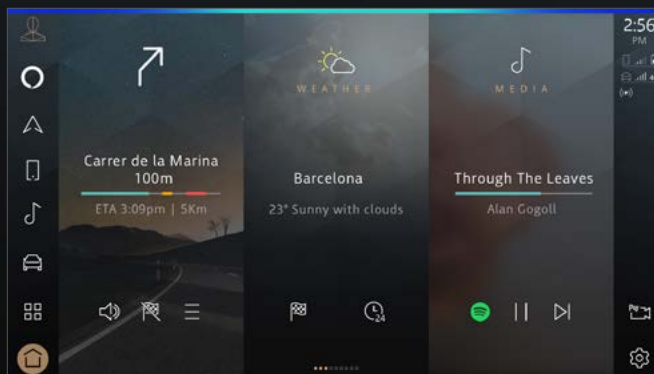 2:56
PM
WEATHER
MEDIA
Carrer de la Marina
100m
ETA 3:09pm | 5Km
Barcelona
23° Sunny with clouds
Through The Leaves
Alan Gogoll
24